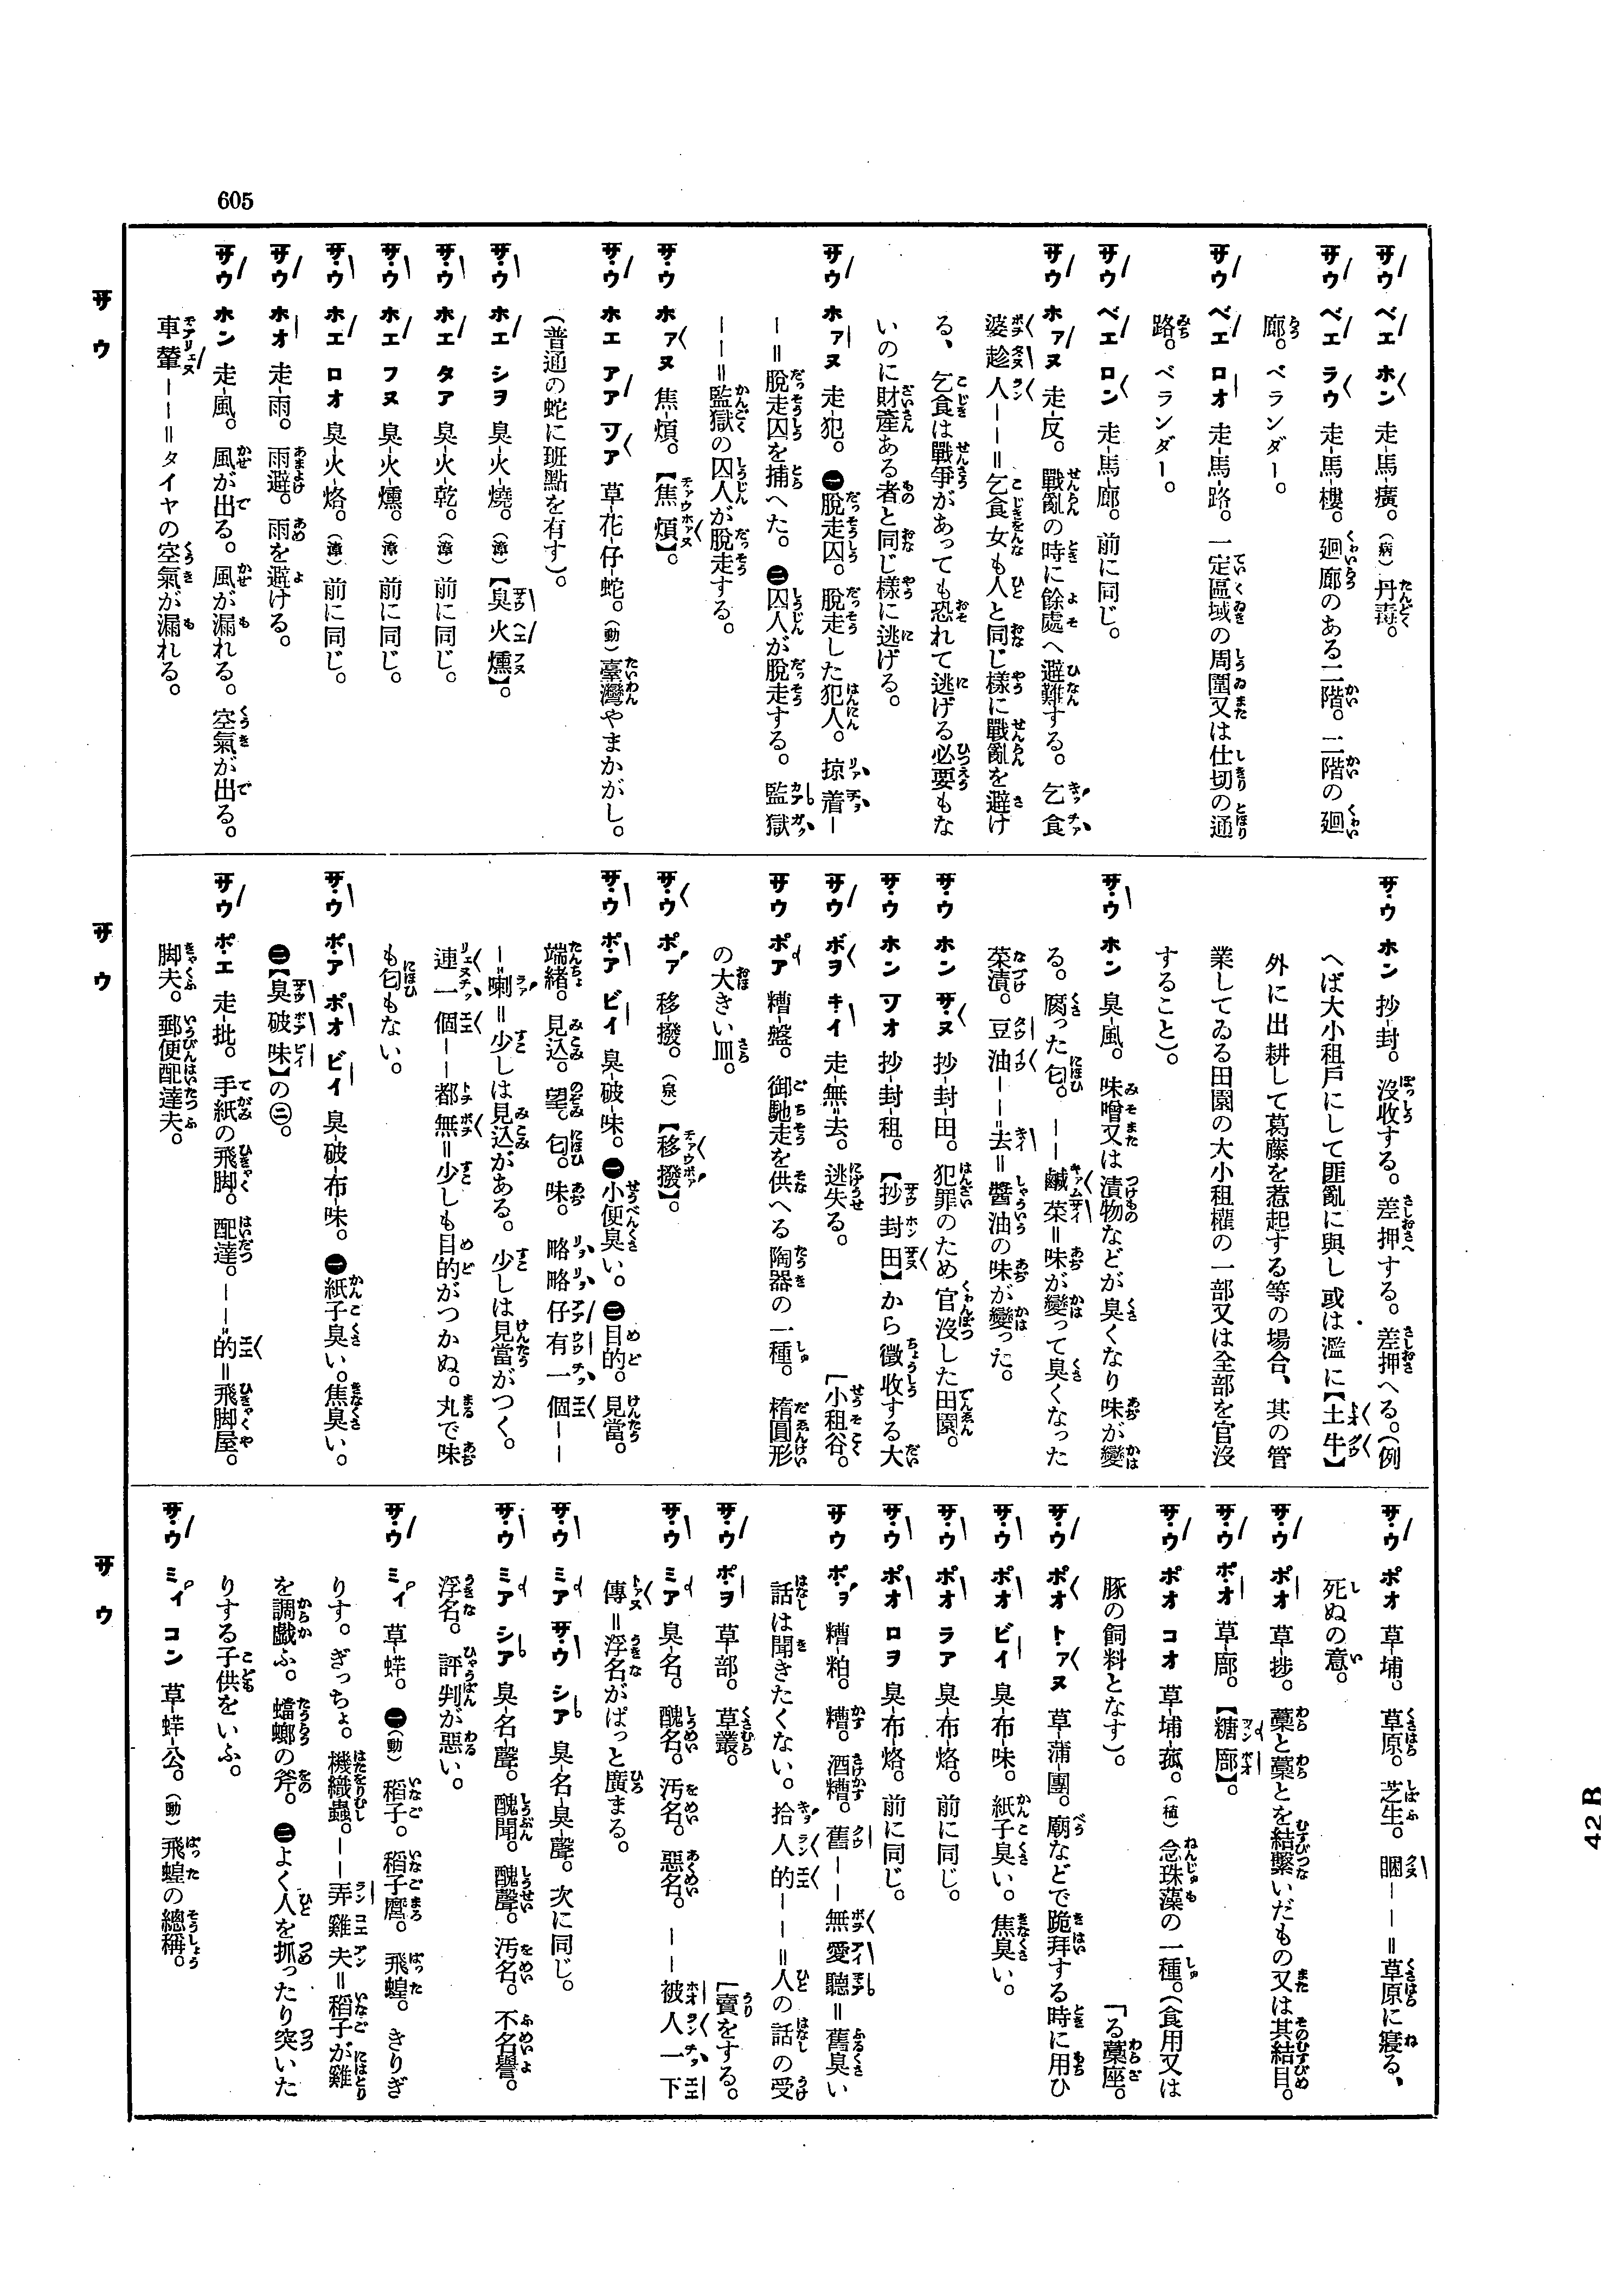 605
サウ ベエ ホン 走-馬-癀。(病)丹毒。
サウ ベエ ラウ 走-馬-樓。廻廊のある二階。二階の廻
廊。ベランダー。
サウ ベエ ロオ 走-馬-路。一定區域の周圍又は仕切の通
路。ベランダー。
サウ ベエ ロン 走-馬-廊。前に同じ。
サウ ホァヌ 走-反。戰亂の時に餘處へ避難する。乞食
婆趁人――=乞食女も人と同じ樣に戰亂を避け
る、乞食は戰爭があっても恐れて逃げる必要もな
いのに財產ある者と同じ樣に逃げる。
サウ ホァヌ 走-犯。㊀脫走囚。脫走した犯人。掠着―
―=脫走囚を捕へた。㊁囚人が脫走する。監獄
――=監獄の囚人が脫走する。
サウ ホァヌ 焦-煩。【焦煩】。
サウ ホエ アア ツァ 草-花-仔-蛇。(動)臺灣やまかがし。
(普通の蛇に班點を有す)。
サウ ホエ シヲ 臭-火-燒。(漳)【臭火燻】。
サウ ホエ タア 臭-火-乾。(漳)前に同じ。
サウ ホエ フヌ 臭-火-燻。(漳)前に同じ。
サウ ホエ ロオ 臭-火-烙。(漳)前に同じ。
サウ ホオ 走-雨。雨避。雨を避ける。
サウ ホン 走-風。風が出る。風が漏れる。空氣が出る。
車輦――=タイヤの空氣が漏れる。
サウ
サウ ホン 抄-封。沒收する。差押する。差押へる。(例
へば大小租戶にして匪亂に與し或は濫に【土牛】
外に出耕して葛藤を惹起する等の場合、其の管
業してゐる田園の大小租權の一部又は全部を官沒
すること)。
サウ ホン 臭-風。味噌又は漬物などが臭くなり味が變
る。腐った匂。――鹹菜=味が變って臭くなった
菜漬。豆油――去=醬油の味が變った。
サウ ホン ザヌ 抄-封-田。犯罪のため官沒した田園。
サウ ホン ツオ 抄-封-租。【抄封田】から徵收する大
[小租谷。
サウ ボヲ キイ 走-無-去。逃失る。
サウ ポア 糟-盤。御馳走を供へる陶器の一種。楕圓形
の大きい皿。
サウ ポァ 移-撥。(泉)【移撥】。
サウ ポア ビイ 臭-破-味。㊀小便臭い。㊁目的。見當。
端緒。見込。望。匂。味。略略仔有一個――
―喇=少しは見込がある。少しは見當がつく。
連一個――都無=少しも目的がつかぬ。丸で味
も匂もない。
サウ ポア ポオ ビイ 臭-破-布味。㊀紙子臭い。焦臭い。
㊁【臭破味】の㊁。
サウ ポエ 走-批。手紙の飛脚。配達。――的=飛脚屋。
脚夫。郵便配達夫。
サウ
サウ ポオ 草-埔。草原。芝生。睏――=草原に寢る、
死ぬの意。
サウ ポオ 草-捗。藁と藁とを結繫いだもの又は其結目。
サウ ポオ 草-廍。【糖廍】。
サウ ポオ コオ 草-埔-菰。(植)念珠藻の一種。(食用又は
豚の飼料となす)。
[る藁座。
サウ ポオ トァヌ 草-蒲-團。廟などで跪拜する時に用ひ
サウ ポオ ビイ 臭-布-味。紙子臭い。焦臭い。
サウ ポオ ラア 臭-布-烙。前に同じ。
サウ ポオ ロヲ 臭-布-烙。前に同じ。
サウ ポヲ 糟-粕。糟。酒糟。舊――無愛聽=舊臭い
話は聞きたくない。拾人的――=人の話の受
[賣をする。
サウ ポヲ 草-部。草叢。
サウ ミア 臭-名。醜名。汚名。惡名。――被人一下
傳=浮名がぱっと廣まる。
サウ ミア サウ シア 臭-名-臭-聲。次に同じ。
サウ ミア シア 臭-名-聲。醜聞。醜聲。汚名。不名譽。
浮名。評判が惡い。
サウ ミィ 草-蜢。㊀(動)稻子。稻子麿。飛蝗。きりぎ
りす。ぎっちょ。機織蟲。――弄雞夫=稻子が雞
を調戲ふ。蟷螂の斧。㊁よく人を抓ったり突いた
りする子供をいふ。
サウ ミィ コン 草-蜢-公。(動)飛蝗の總稱。
サウ
42B